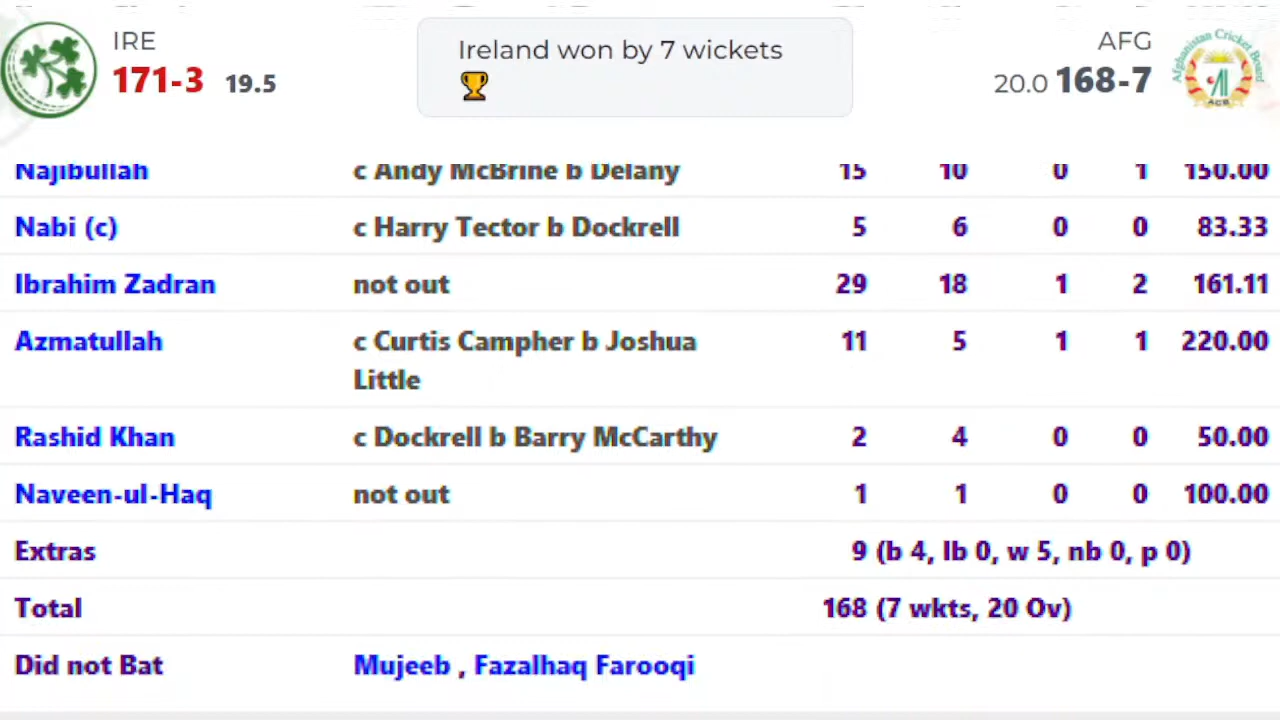 IRE
171-3 19.5
Ireland won by 7 wickets
AFG
20.0 168-7
Afghanistan Cricket Board
ACB
Najibullah c Andy McBrine b Delany 15 10 0 1 150.00
Nabi (c) c Harry Tector b Dockrell 5 6 0 0 83.33
Ibrahim Zadran not out 29 18 1 2 161.11
Azmatullah c Curtis Campher b Joshua 11 5 1 1 220.00
Little
Rashid Khan c Dockrell b Barry McCarthy 2 4 0 0 50.00
Naveen-ul-Haq not out 1 1 0 0 100.00
Extras 9 (b 4, lb 0, w 5, nb 0, p 0)
Total 168 (7 wkts, 20 Ov)
Did not Bat Mujeeb , Fazalhaq Farooqi